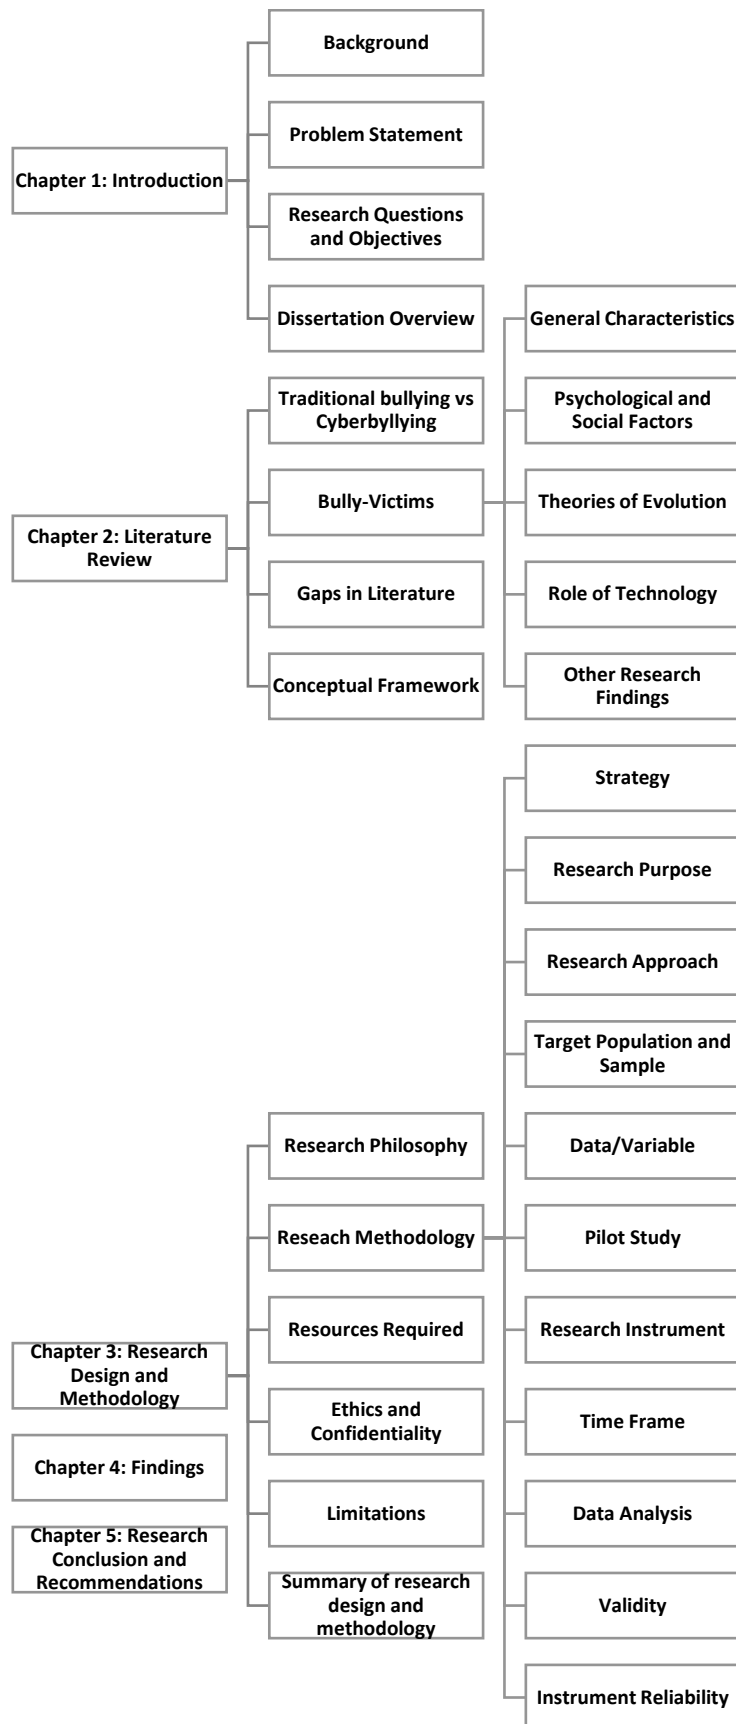 Background
Problem Statement
Chapter 1: Introduction
Research Questions
and Objectives
Dissertation Overview
General Characteristics
Traditional bullying vs
Cyberbyllying
Psychological and
Social Factors
Bully-Victims
Theories of Evolution
Chapter 2: Literature
Review
Gaps in Literature
Role of Technology
Conceptual Framework
Other Research
Findings
Strategy
Research Purpose
Research Approach
Target Population and
Sample
Research Philosophy
Data/Variable
Reseach Methodology
Pilot Study
Resources Required
Research Instrument
Chapter 3: Research
Design and
Methodology
Ethics and
Confidentiality
Time Frame
Chapter 4: Findings
Limitations
Data Analysis
Chapter 5: Research
Conclusion and
Recommendations
Summary of research
design and
methodology
Validity
Instrument Reliability